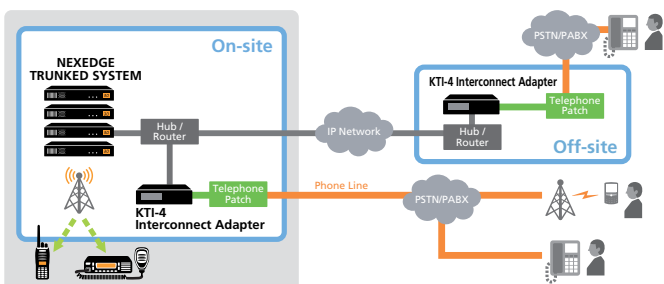 On-site
NEXEDGE
TRUNKED SYSTEM
Hub /
Router
KTI-4
Interconnect Adapter
Telephone
Patch
Phone Line
IP Network
PSTN/PABX
KTI-4 Interconnect Adapter
Telephone
Patch
Hub /
Router
Off-site
PSTN/PABX